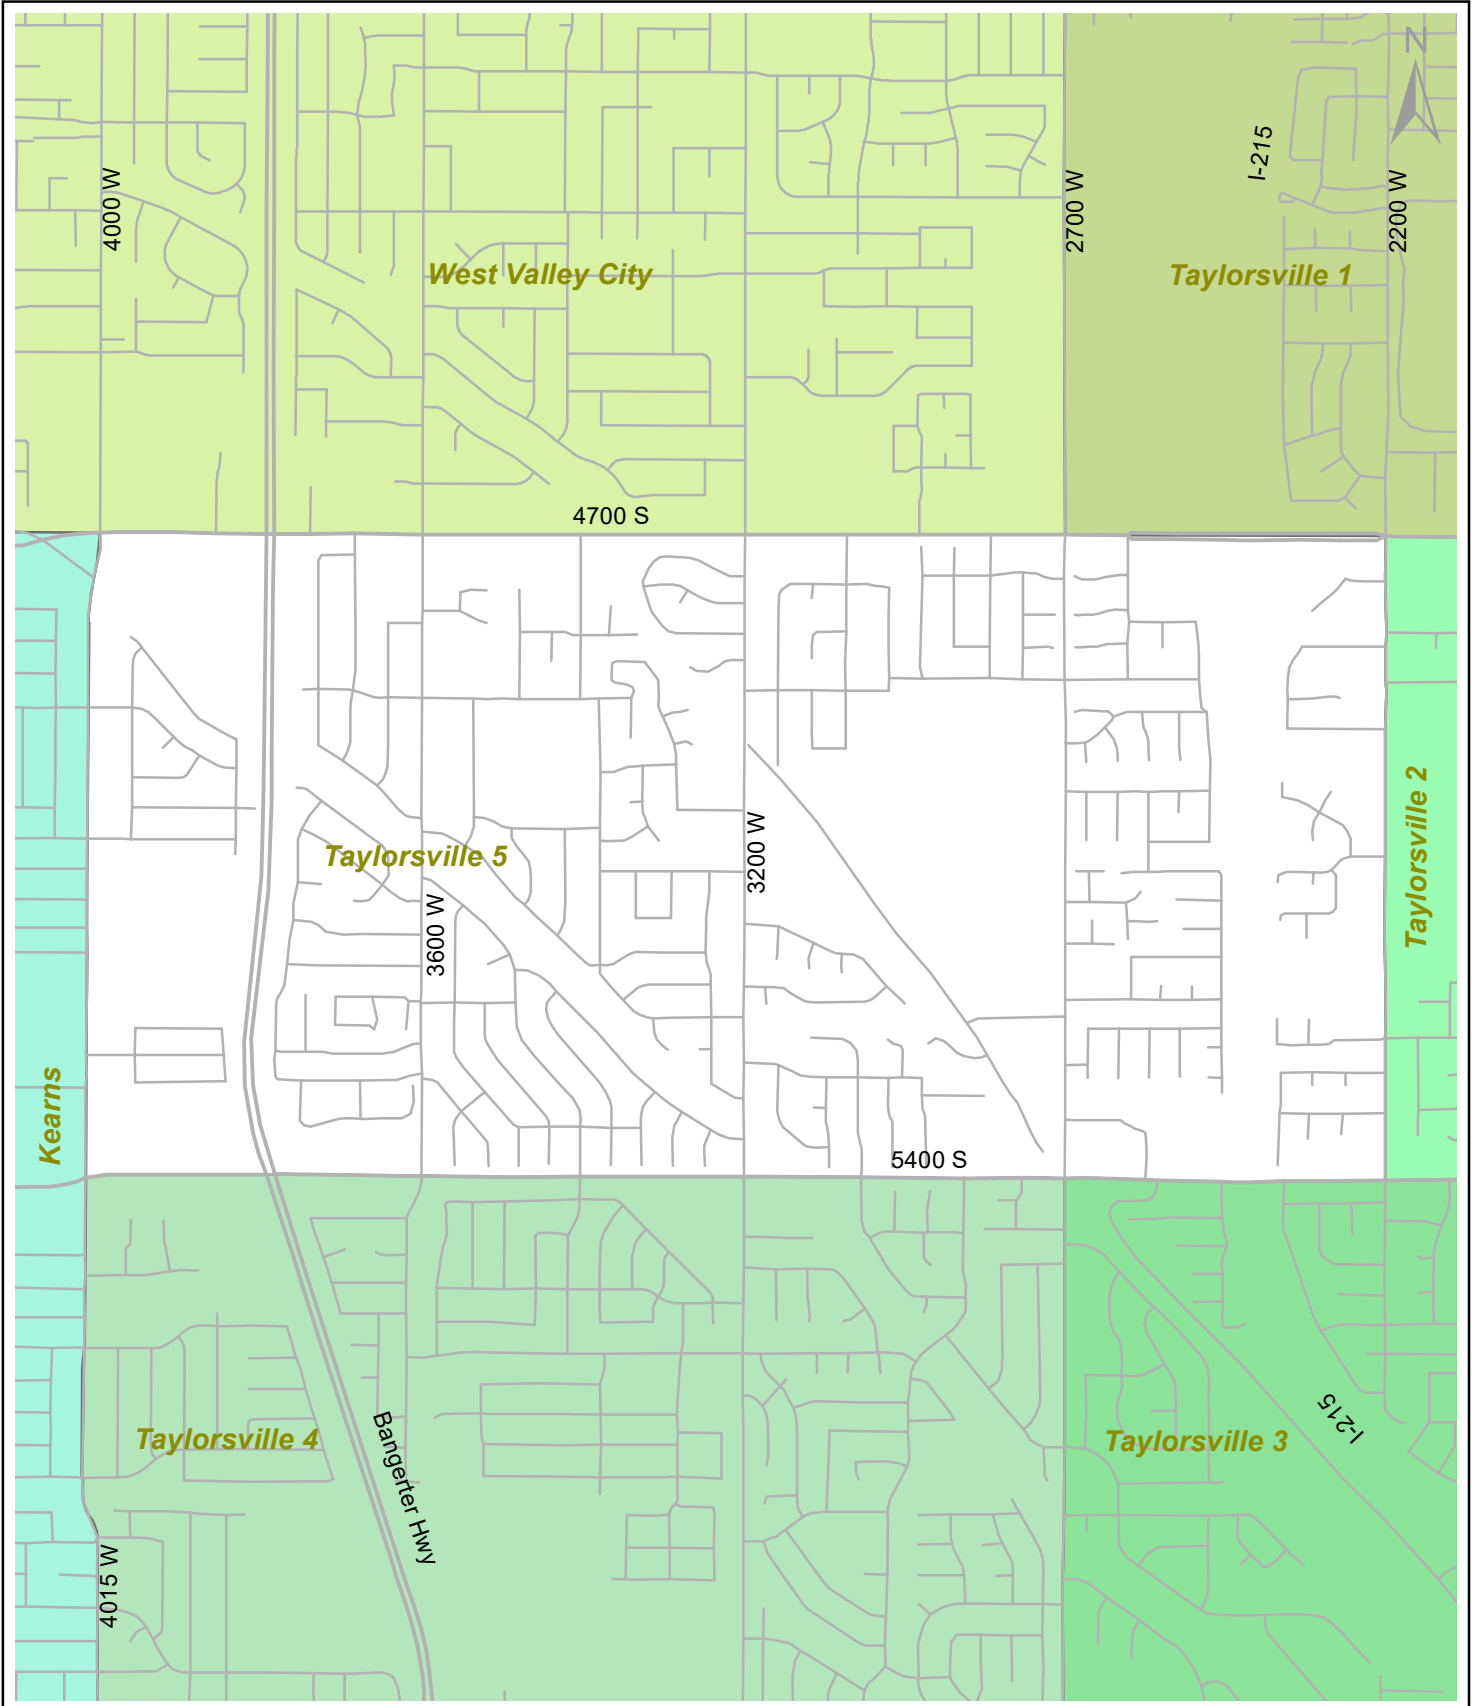 N
I-215
4000 W
2700 W
2200 W
West Valley City
Taylorsville 1
4700 S
Taylorsville 2
3200 W
Taylorsville 5
3600 W
Kearns
5400 S
I-215
Taylorsville 4
Bangerter Hwy
Taylorsville 3
4015 W